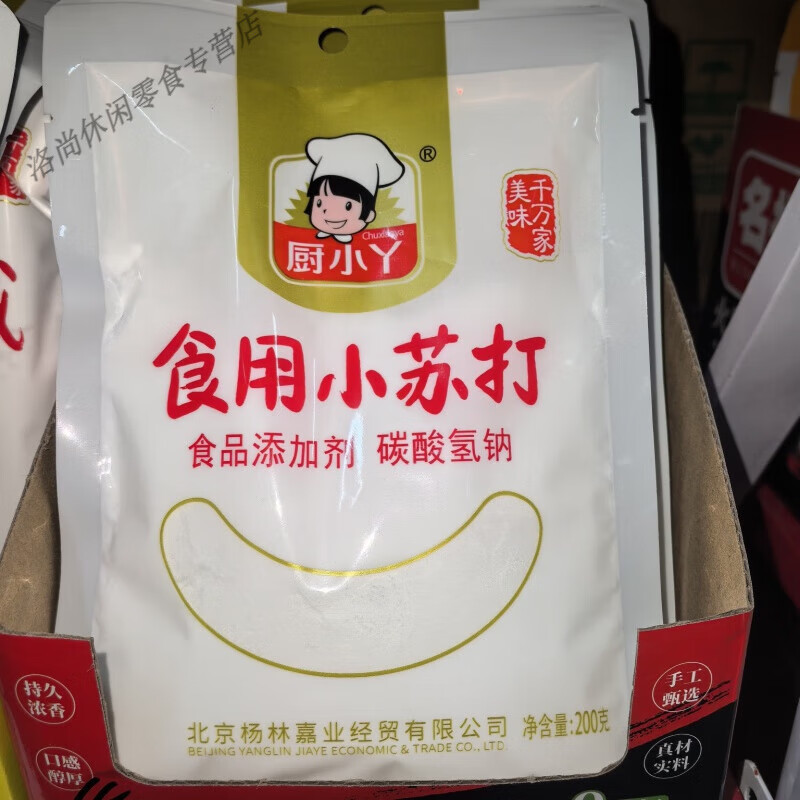 洛尚休闲零食专营店
Chuxiaoya
厨小丫
®
千万家
美味
食用小苏打
食品添加剂 碳酸氢钠
北京杨林嘉业经贸有限公司 净含量:200克
BEIJING YANGLIN JIAYE ECONOMIC & TRADE CO., LTD.
持久
浓香
口感
醇厚
手工
甄选
真材
实料